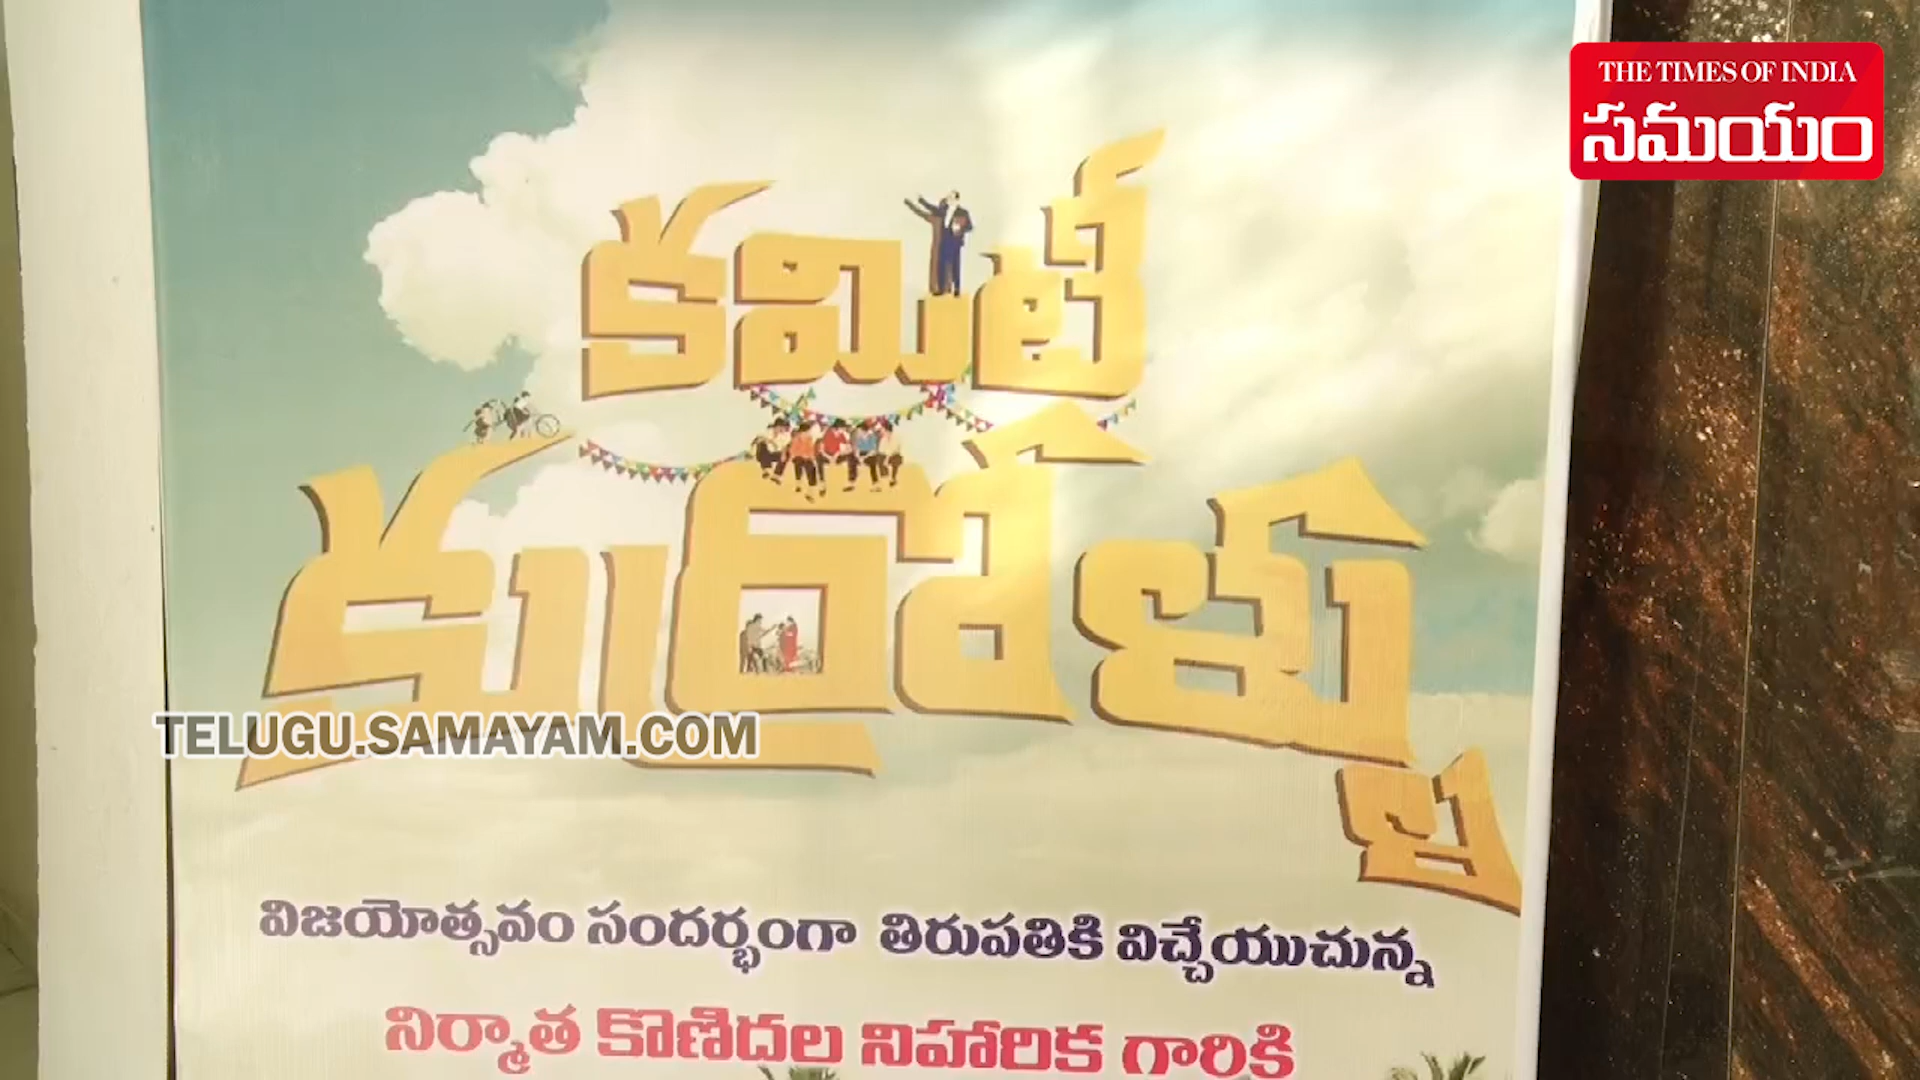 THE TIMES OF INDIA
సమయం
కమిటీ
కుర్రోళ్ళు
TELUGU.SAMAYAM.COM
విజయోత్సవం సందర్భంగా తిరుపతికి విచ్చేయుచున్న
నిర్మాత కొణిదల నిహారిక గారికి